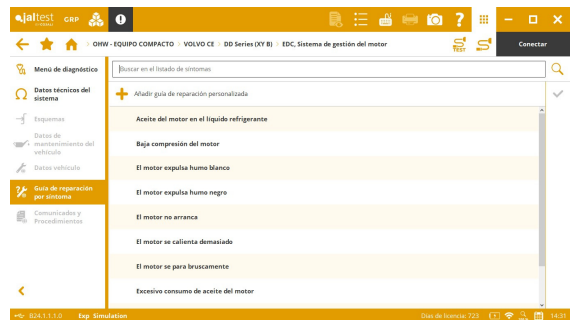 jaltest GRP
OHW - EQUIPO COMPACTO VOLVO CE DD Series (XY B) EDC, Sistema de gestión del motor
TEST
Conectar
Menú de diagnóstico
Datos técnicos del
sistema
Esquemas
Datos de
mantenimiento del
vehículo
Datos vehículo
Guía de reparación
por síntoma
Comunicados y
Procedimientos
Buscar en el listado de síntomas
Añadir guía de reparación personalizada
Aceite del motor en el líquido refrigerante
Baja compresión del motor
El motor expulsa humo blanco
El motor expulsa humo negro
El motor no arranca
El motor se calienta demasiado
El motor se para bruscamente
Excesivo consumo de aceite del motor
B24.1.1.1.0 Exp Simulation
Días de licencia: 723
14:31